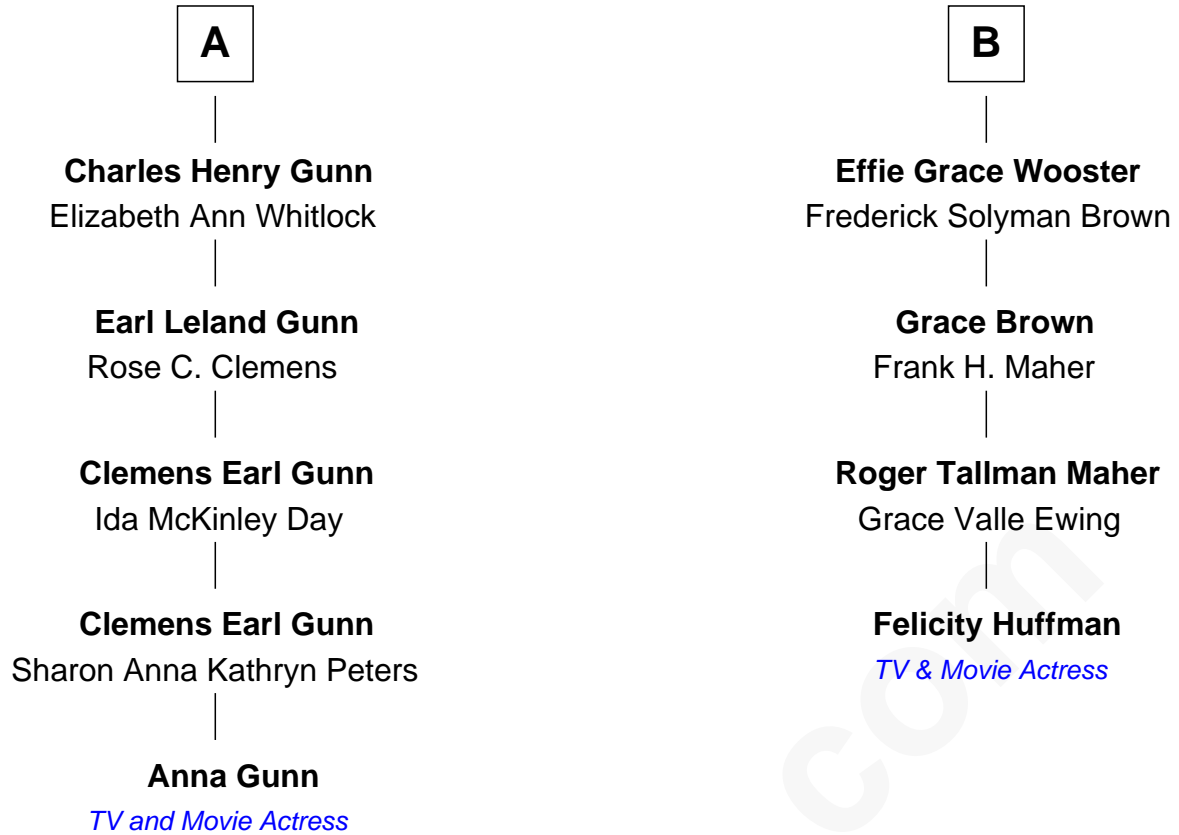 A
Charles Henry Gunn
Elizabeth Ann Whitlock
Earl Leland Gunn
Rose C. Clemens
Clemens Earl Gunn
Ida McKinley Day
Clemens Earl Gunn
Sharon Anna Kathryn Peters
Anna Gunn
TV and Movie Actress
B
Effie Grace Wooster
Frederick Solyman Brown
Grace Brown
Frank H. Maher
Roger Tallman Maher
Grace Valle Ewing
Felicity Huffman
TV & Movie Actress
com